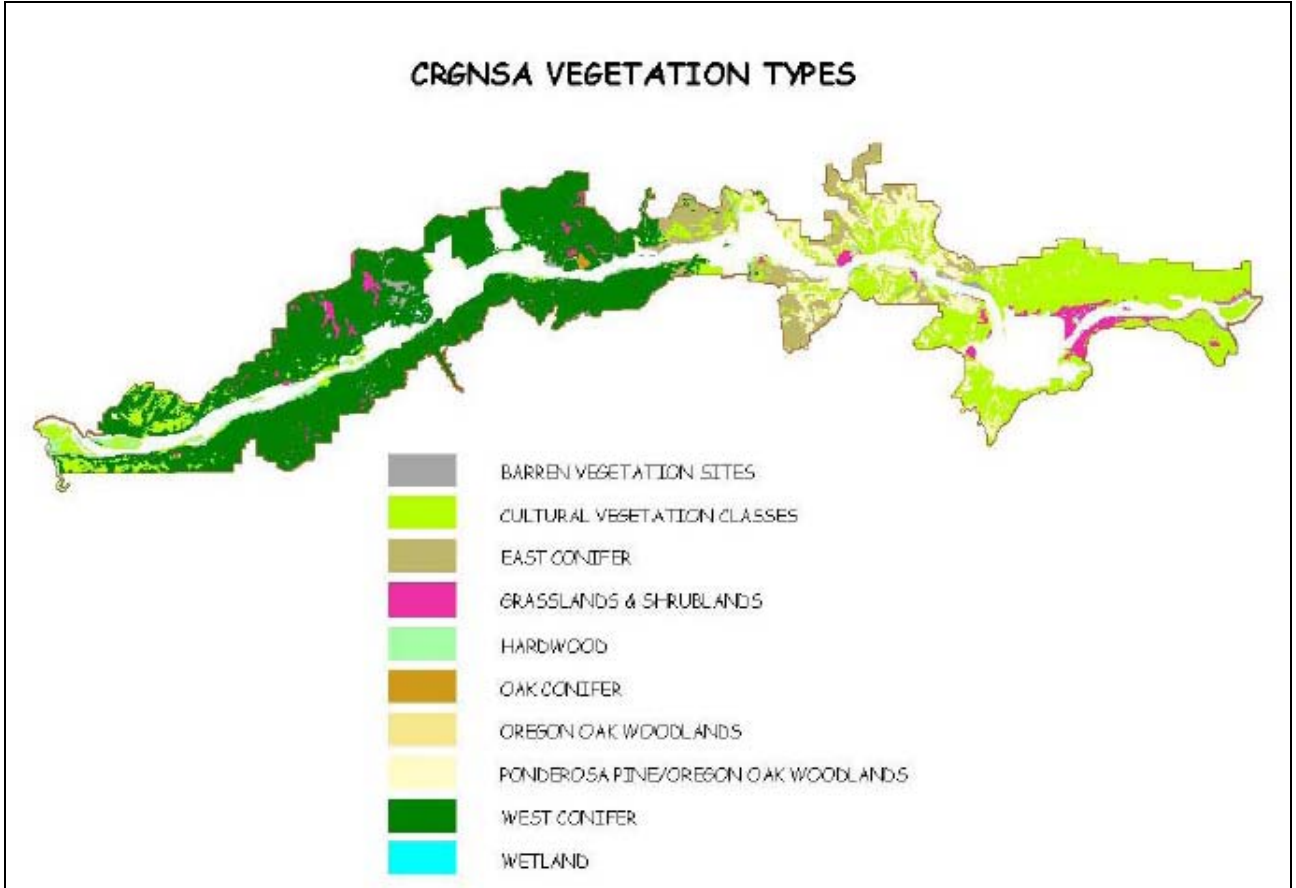 CRGNSA VEGETATION TYPES
BARREN VEGETATION SITES
CULTURAL VEGETATION CLASSES
EAST CONIFER
GRASSLANDS & SHRUBLANDS
HARDWOOD
OAK CONIFER
OREGON OAK WOODLANDS
PONDEROSA PINE/OREGON OAK WOODLANDS
WEST CONIFER
WETLAND